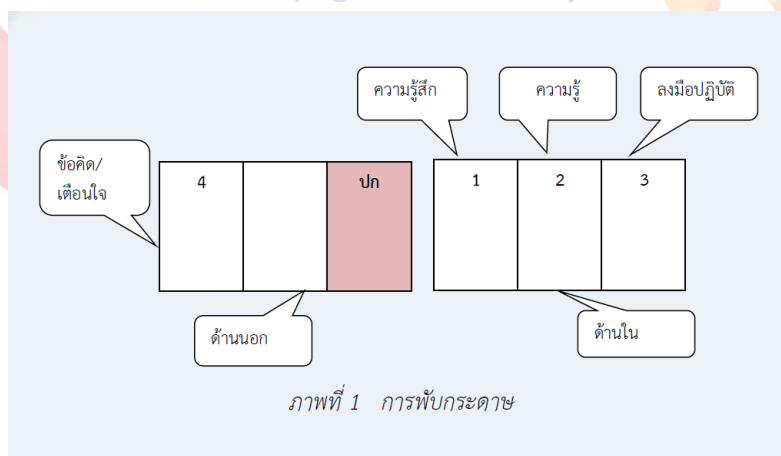 ความรู้สึก
ความรู้
ลงมือปฏิบัติ
ข้อคิด/
เตือนใจ
4
ปก
1
2
3
ด้านนอก
ด้านใน
ภาพที่ 1 การพับกระดาษ